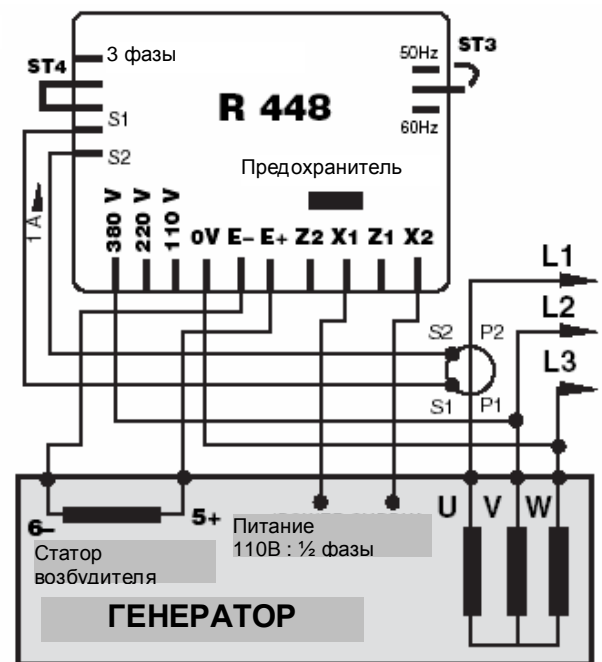 3 фазы
ST4
50Hz
ST3
R 448
S1
60Hz
S2
Предохранитель
1 A
380 V
220 V
110 V
0V E– E+ Z2 X1 Z1 X2
L1
L2
S2 P2
L3
S1 P1
U V W
6–
5+
Питание
110В : ½ фазы
Статор
возбудителя
ГЕНЕРАТОР